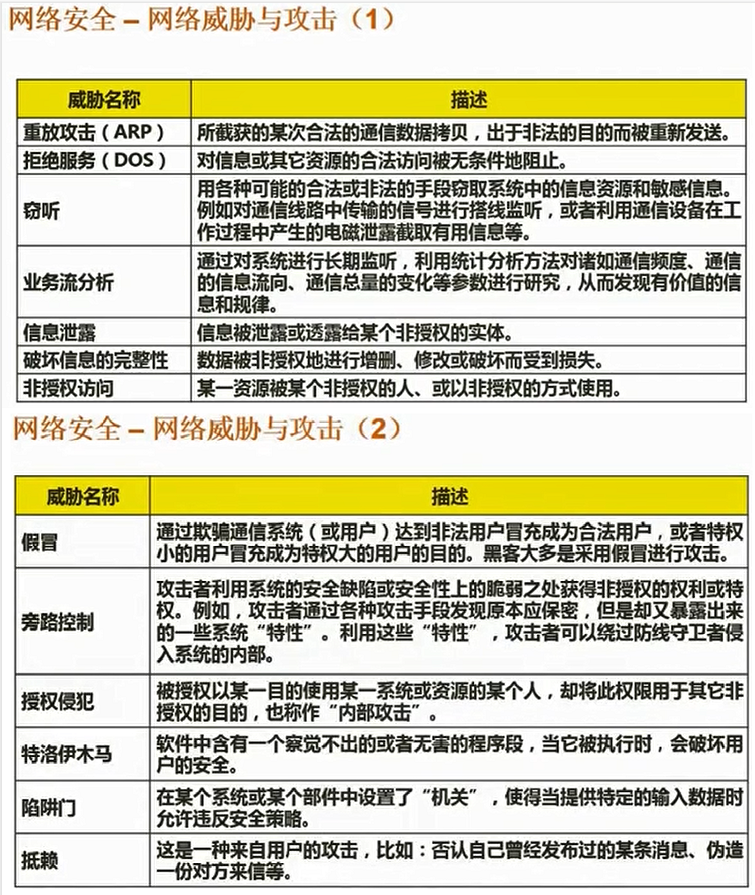 网络安全 – 网络威胁与攻击（1）
威胁名称 描述
重放攻击（ARP） 所截获的某次合法的通信数据拷贝，出于非法的目的而被重新发送。
拒绝服务（DOS） 对信息或其它资源的合法访问被无条件地阻止。
窃听
用各种可能的合法或非法的手段窃取系统中的信息资源和敏感信息。
例如对通信线路中传输的信号进行搭线监听，或者利用通信设备在工
作过程中产生的电磁泄露截取有用信息等。
业务流分析
通过对系统进行长期监听，利用统计分析方法对诸如通信频度、通信
的信息流向、通信总量的变化等参数进行研究，从而发现有价值的信
息和规律。
信息泄露 信息被泄露或透露给某个非授权的实体。
破坏信息的完整性 数据被非授权地进行增删、修改或破坏而受到损失。
非授权访问 某一资源被某个非授权的人、或以非授权的方式使用。
网络安全 – 网络威胁与攻击（2）
威胁名称 描述
假冒
通过欺骗通信系统（或用户）达到非法用户冒充成为合法用户，或者特权
小的用户冒充成为特权大的用户的目的。黑客大多是采用假冒进行攻击。
旁路控制
攻击者利用系统的安全缺陷或安全性上的脆弱之处获得非授权的权利或特
权。例如，攻击者通过各种攻击手段发现原本应保密，但是却又暴露出来
的一些系统“特性”。利用这些“特性”，攻击者可以绕过防线守卫者侵
入系统的内部。
授权侵犯
被授权以某一目的使用某一系统或资源的某个人，却将此权限用于其它非
授权的目的，也称作“内部攻击”。
特洛伊木马
软件中含有一个察觉不出的或者无害的程序段，当它被执行时，会破坏用
户的安全。
陷阱门
在某个系统或某个部件中设置了“机关”，使得当提供特定的输入数据时
允许违反安全策略。
抵赖
这是一种来自用户的攻击，比如：否认自己曾经发布过的某条消息、伪造
一份对方来信等。